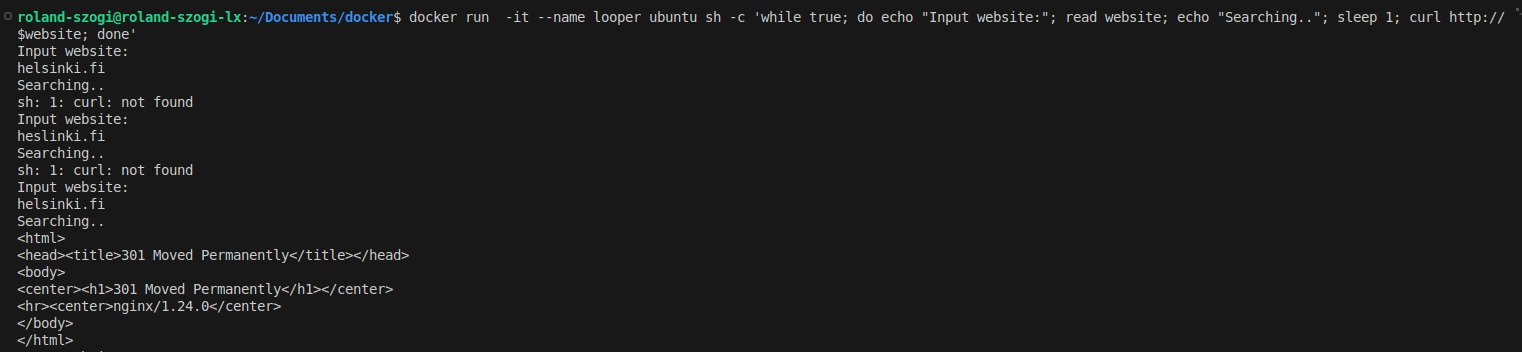 roland-szogi@roland-szogi-lx:~/Documents/docker$ docker run  -it --name looper ubuntu sh -c 'while true; do echo "Input website:"; read website; echo "Searching.."; sleep 1; curl http://
$website; done'
Input website:
helsinki.fi
Searching..
sh: 1: curl: not found
Input website:
heslinki.fi
Searching..
sh: 1: curl: not found
Input website:
helsinki.fi
Searching..
<html>
<head><title>301 Moved Permanently</title></head>
<body>
<center><h1>301 Moved Permanently</h1></center>
<hr><center>nginx/1.24.0</center>
</body>
</html>